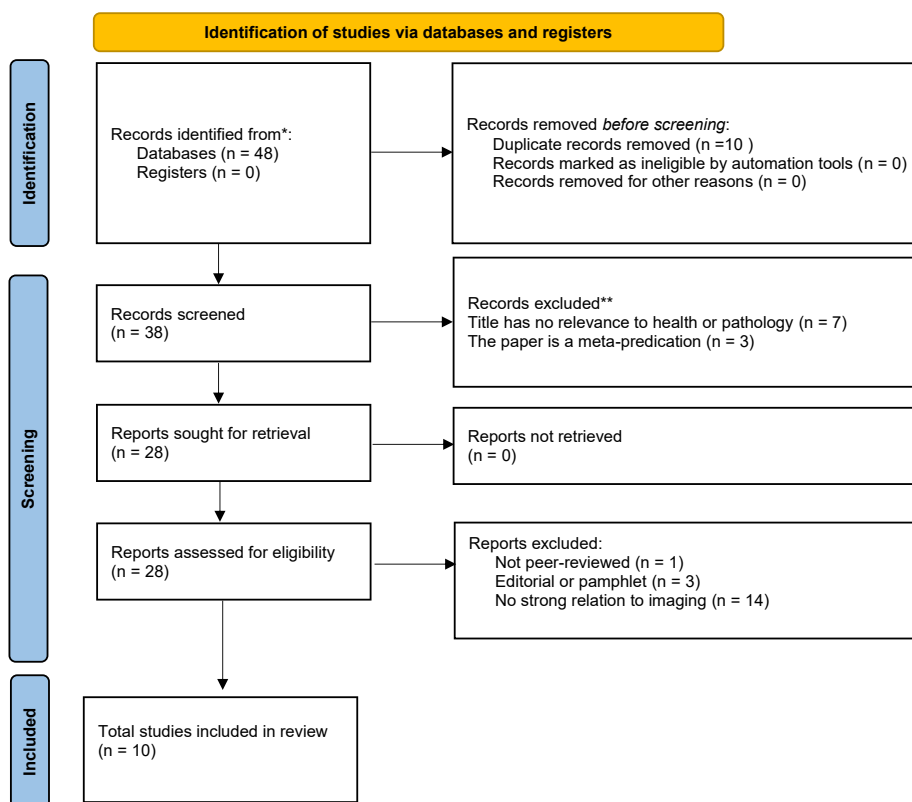 Identification of studies via databases and registers
Identification
Records identified from*:
Databases (n = 48)
Registers (n = 0)
Records removed before screening:
Duplicate records removed (n =10 )
Records marked as ineligible by automation tools (n = 0)
Records removed for other reasons (n = 0)
Screening
Records screened
(n = 38)
Records excluded**
Title has no relevance to health or pathology (n = 7)
The paper is a meta-predication (n = 3)
Reports sought for retrieval
(n = 28)
Reports not retrieved
(n = 0)
Reports assessed for eligibility
(n = 28)
Reports excluded:
Not peer-reviewed (n = 1)
Editorial or pamphlet (n = 3)
No strong relation to imaging (n = 14)
Included
Total studies included in review
(n = 10)